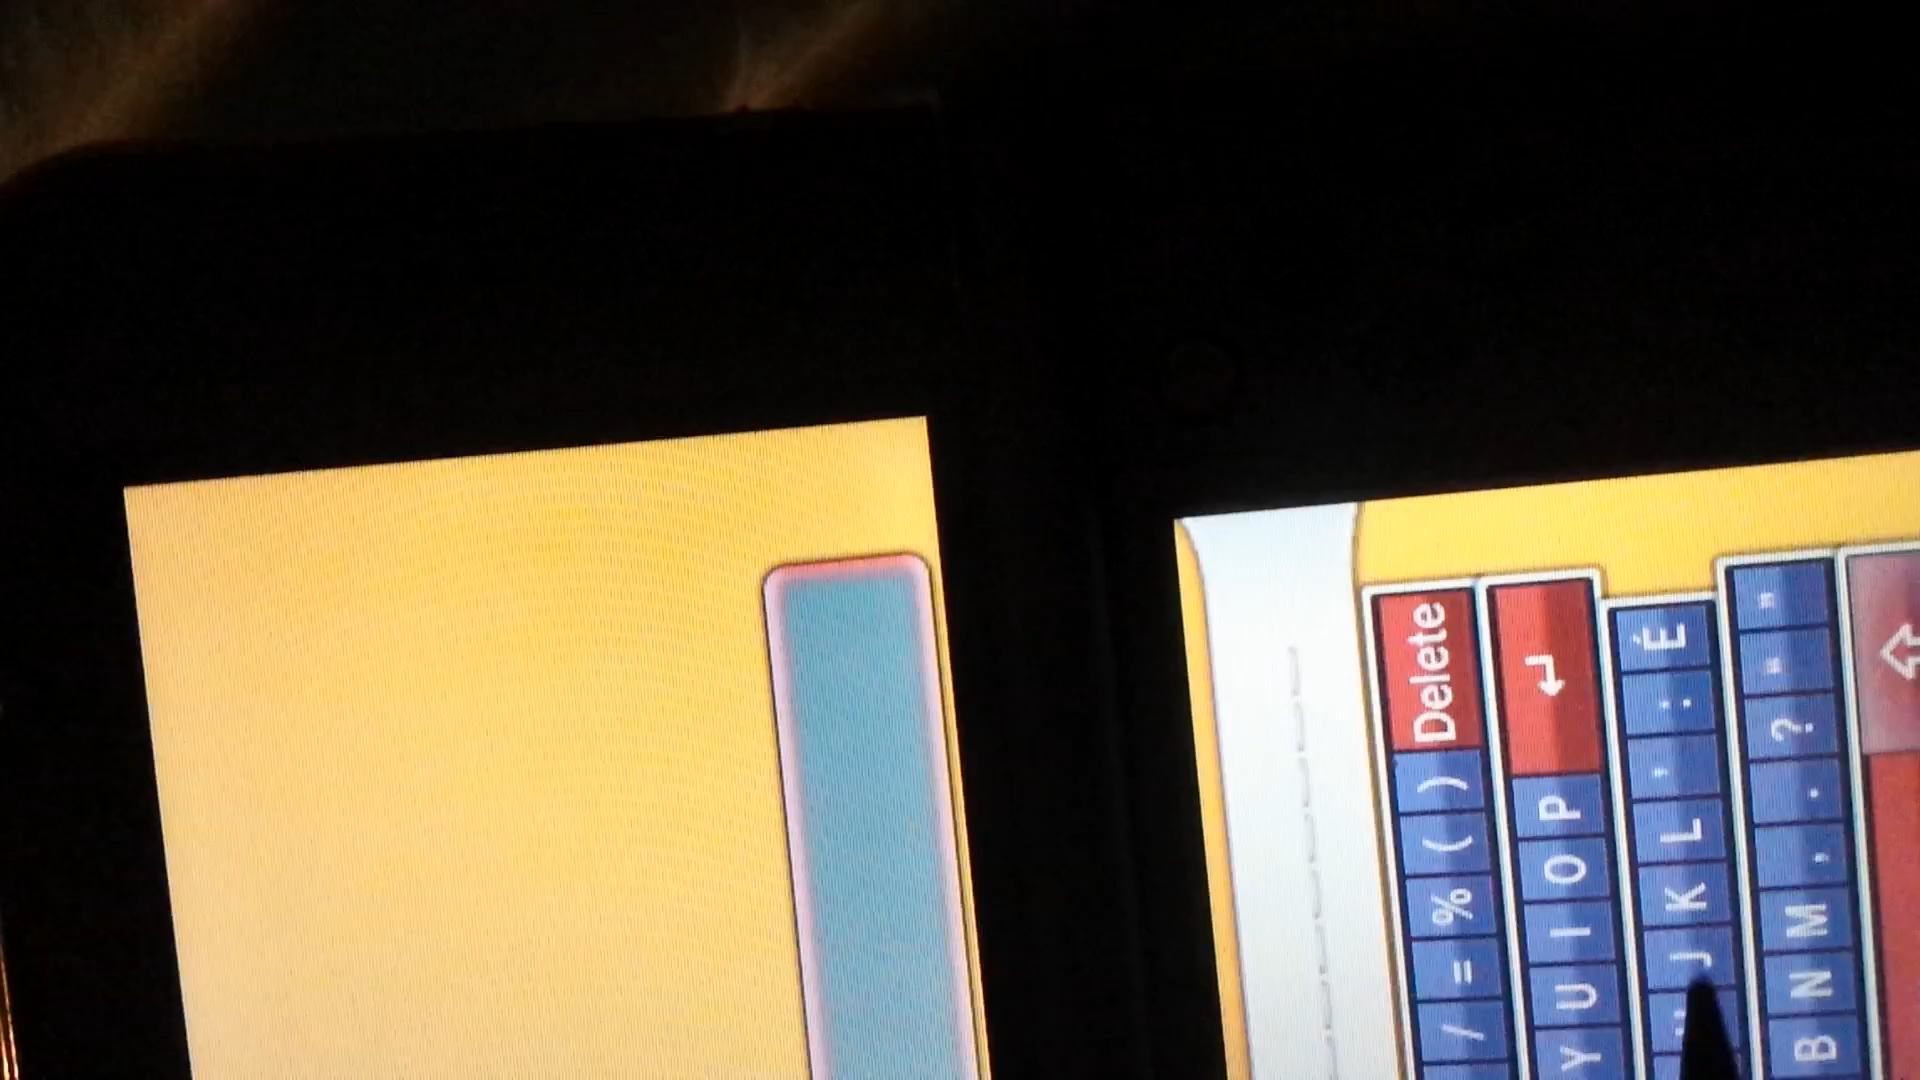 / = % ( ) Delete
Y U I O P ↵
J K L ' : É
B N M , . ?